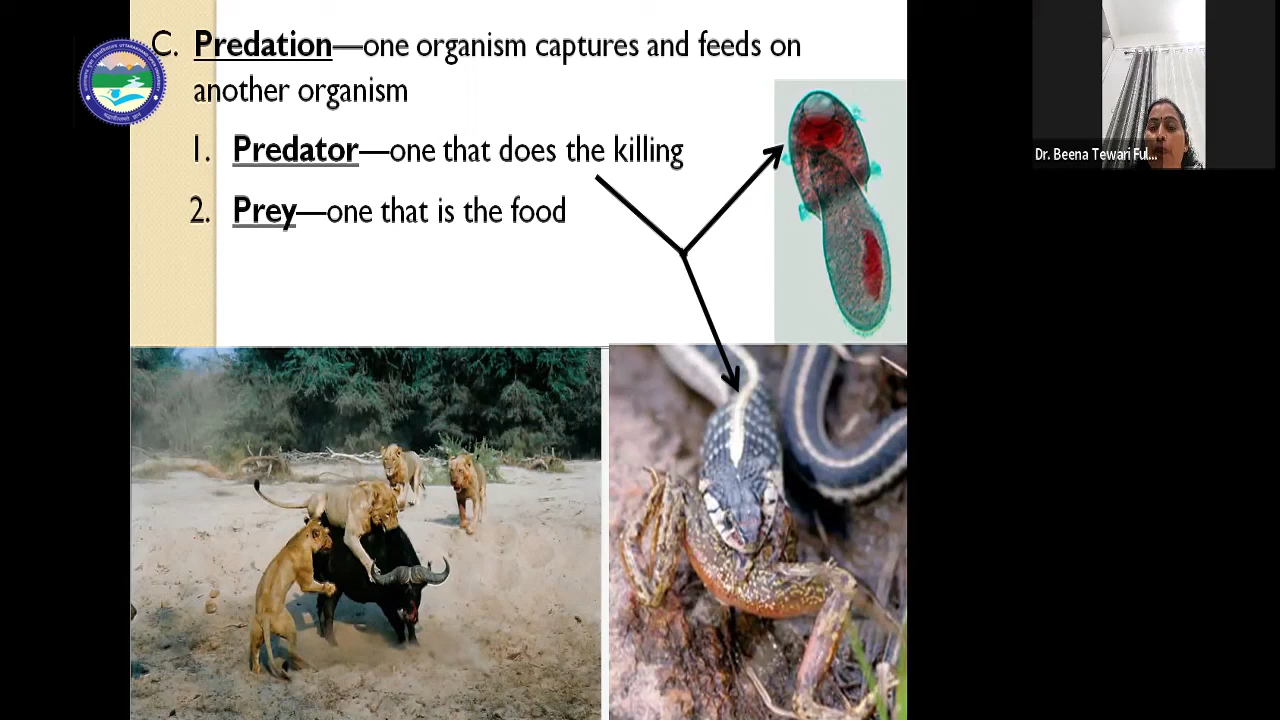 C. Predation—one organism captures and feeds on
another organism
1. Predator—one that does the killing
2. Prey—one that is the food
Dr. Beena Tewari Ful...